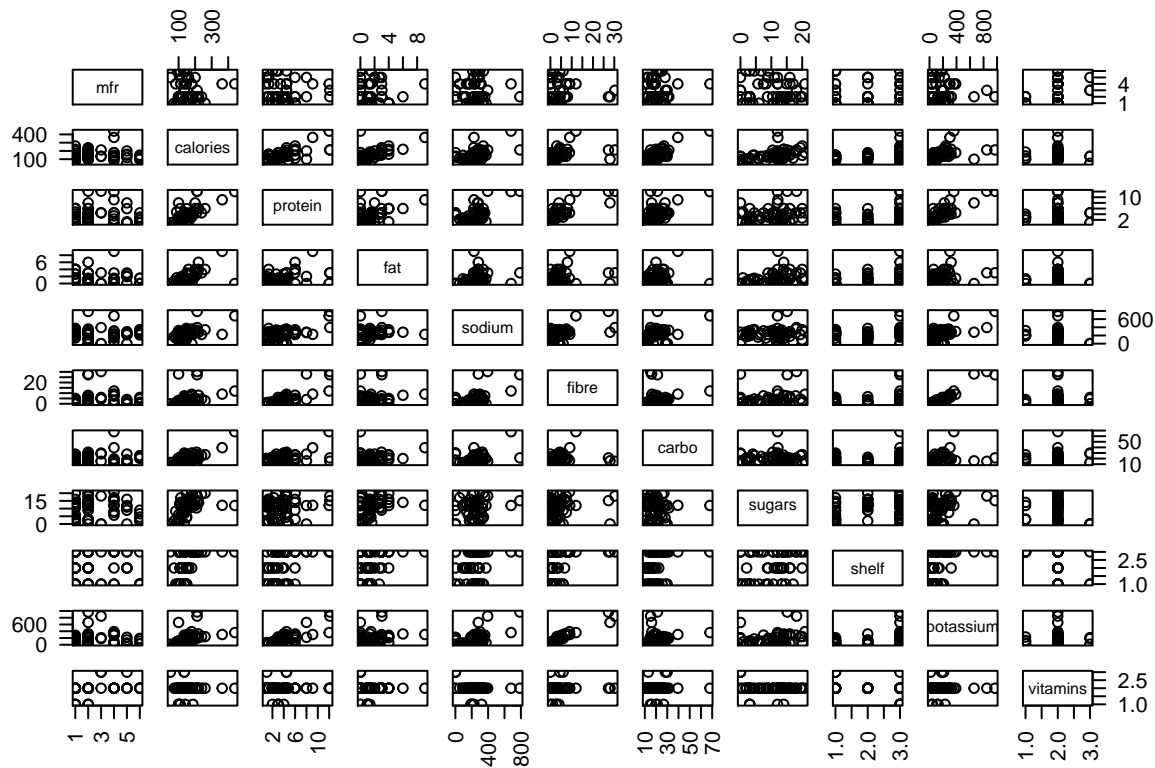 100 300 0 4 8 0 10 20 30 0 10 20 0 400 800
mfr 1 4
100 400 calories
protein 2 10
0 6 fat
sodium 0 600
0 20 fibre
carbo 10 50
0 15 sugars
shelf 1.0 2.5
0 600 potassium
vitamins 1.0 2.5
1 3 5 2 6 10 0 400 800 10 30 50 70 1.0 2.0 3.0 1.0 2.0 3.0